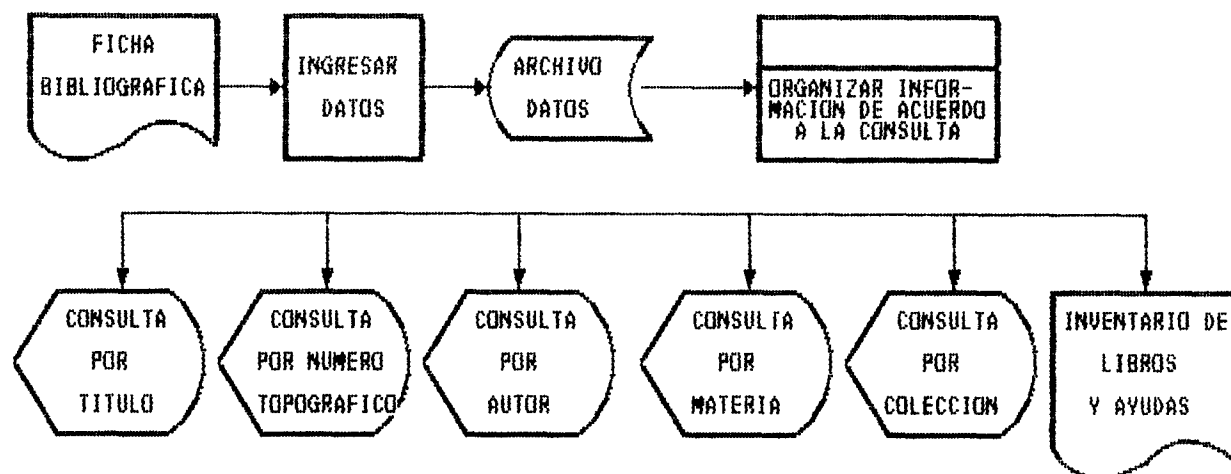 FICHA
BIBLIOGRAFICA
INGRESAR
DATOS
ARCHIVO
DATOS
ORGANIZAR INFOR-
MACION DE ACUERDO
A LA CONSULTA
CONSULTA
POR
TITULO
CONSULTA
POR NUMERO
TOPOGRAFICO
CONSULTA
POR
AUTOR
CONSULTA
POR
MATERIA
CONSULTA
POR
COLECCION
INVENTARIO DE
LIBROS
Y AYUDAS